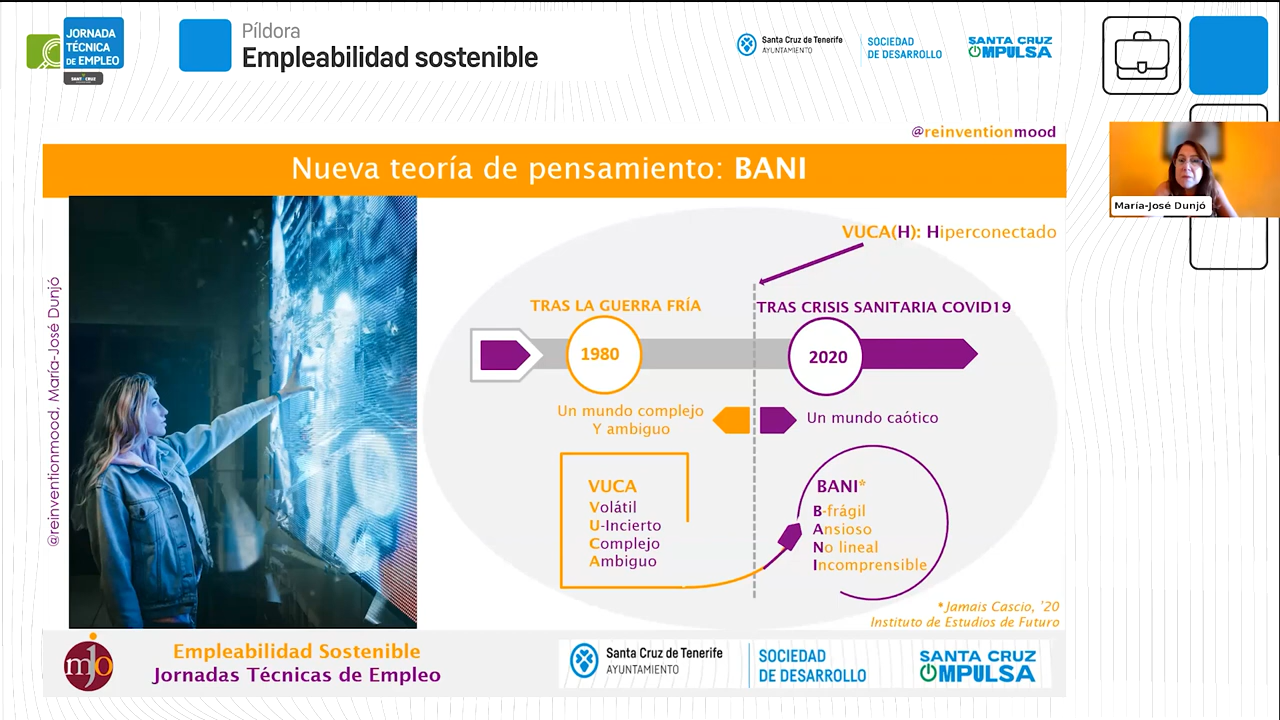 JORNADA
TÉCNICA
DE EMPLEO
SANTA CRUZ
Píldora
Empleabilidad sostenible
Santa Cruz de Tenerife
AYUNTAMIENTO
SOCIEDAD
DE DESARROLLO
SANTA CRUZ
OMPULSA
@reinventionmood
Nueva teoría de pensamiento: BANI
María-José Dunjó
@reinventionmood, María-José Dunjó
VUCA(H): Hiperconectado
TRAS LA GUERRA FRÍA
TRAS CRISIS SANITARIA COVID19
1980
2020
Un mundo complejo
Y ambiguo
Un mundo caótico
VUCA
Volátil
U-Incierto
Complejo
Ambiguo
BANI*
B-frágil
Ansioso
No lineal
Incomprensible
*Jamais Cascio, '20
Instituto de Estudios de Futuro
mjo
Empleabilidad Sostenible
Jornadas Técnicas de Empleo
Santa Cruz de Tenerife
AYUNTAMIENTO
SOCIEDAD
DE DESARROLLO
SANTA CRUZ
OMPULSA